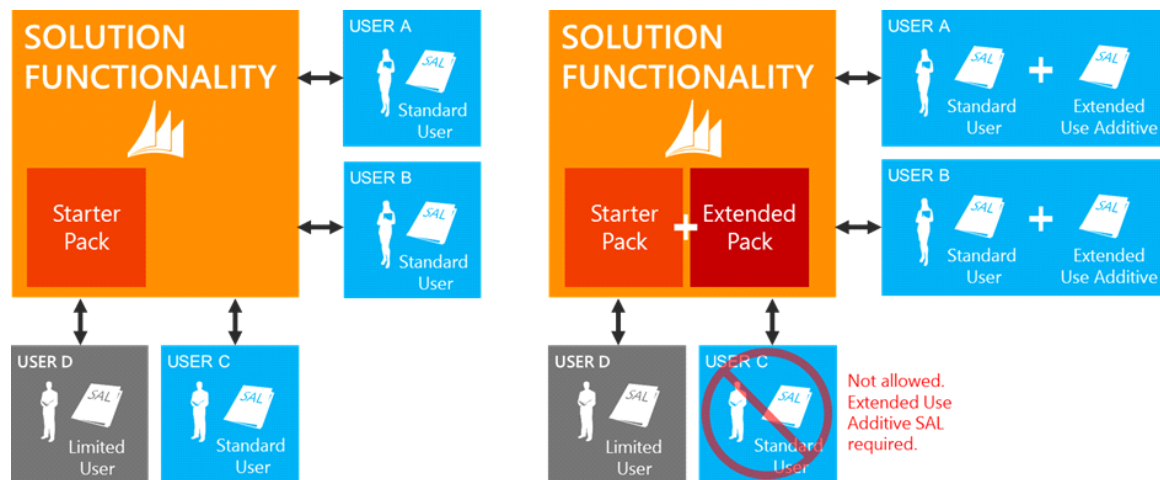 SOLUTION
FUNCTIONALITY
Starter
Pack
USER A
SAL
Standard
User
USER B
SAL
Standard
User
USER D
SAL
Limited
User
USER C
SAL
Standard
User
SOLUTION
FUNCTIONALITY
Starter
Pack
+
Extended
Pack
USER A
SAL
Standard
User
+
SAL
Extended
Use Additive
USER B
SAL
Standard
User
+
SAL
Extended
Use Additive
USER D
SAL
Limited
User
USER C
SAL
Standard
User
Not allowed.
Extended Use
Additive SAL
required.